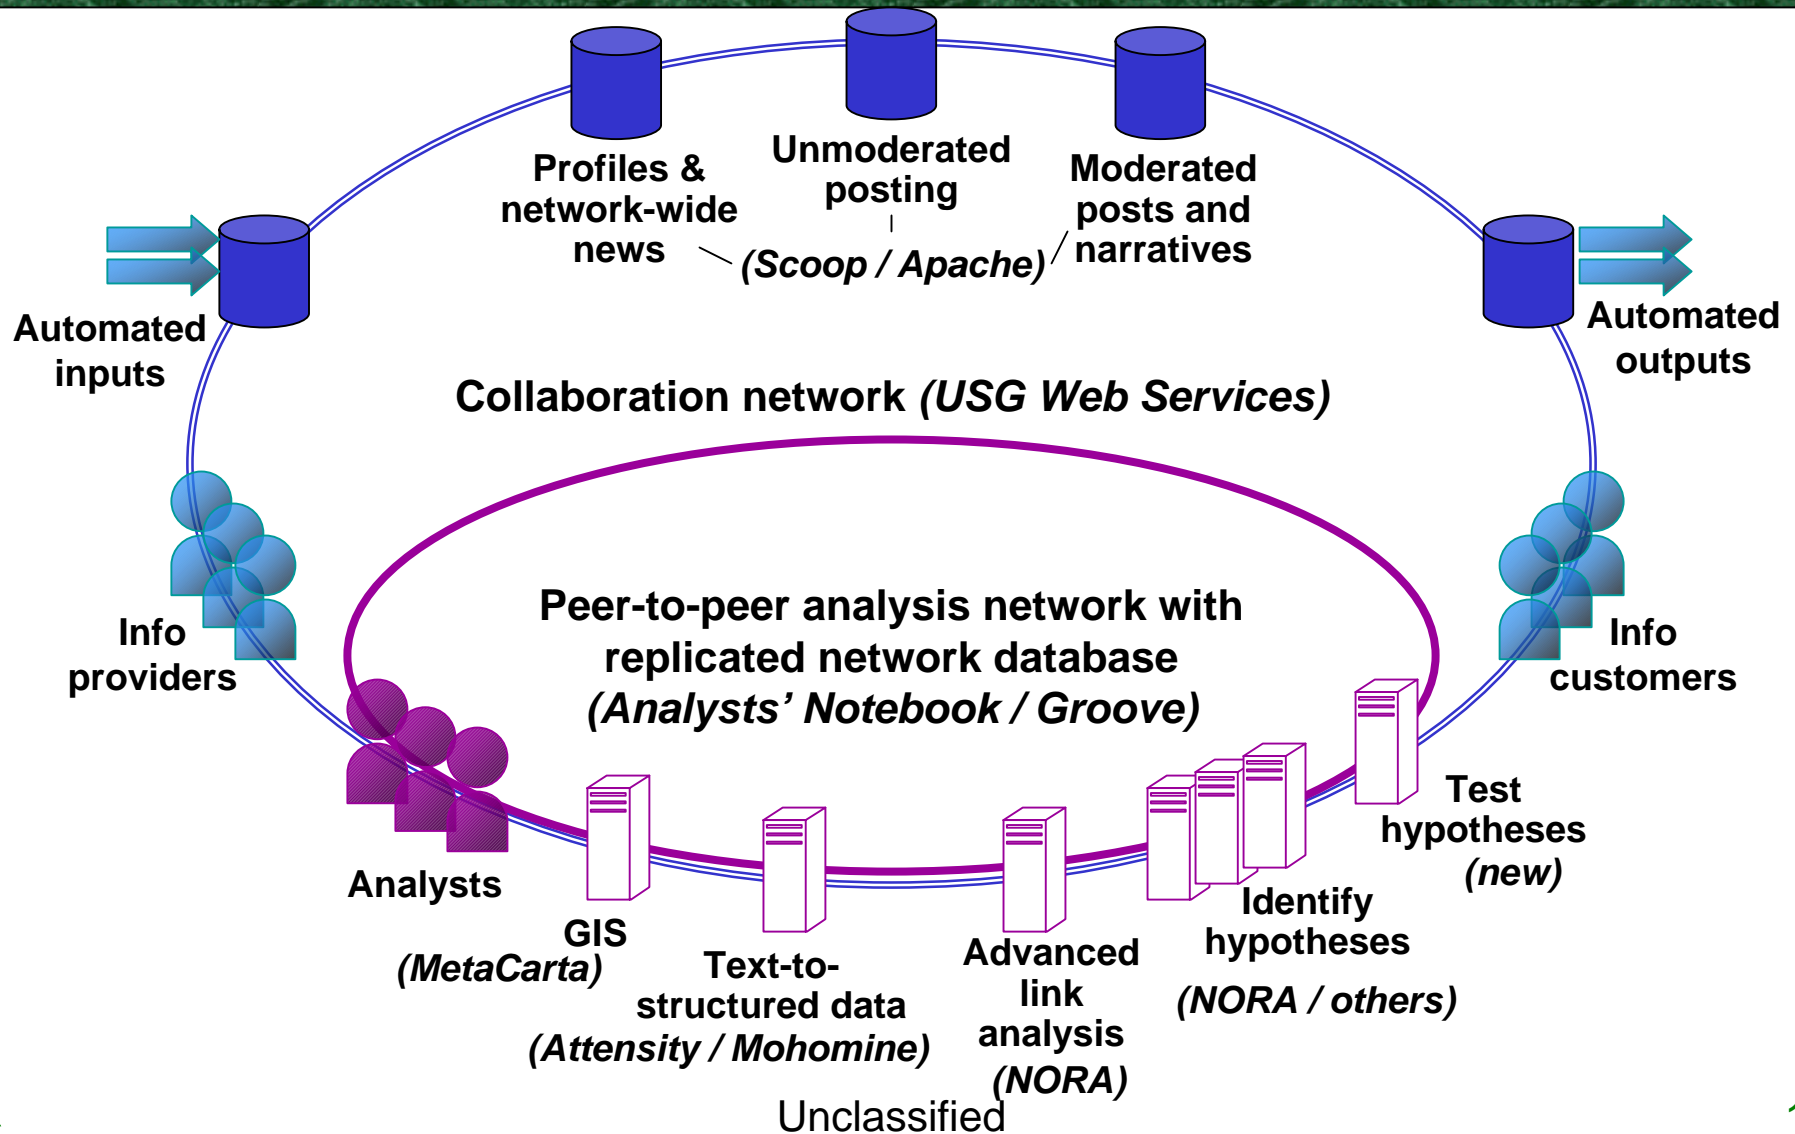 Profiles &
network-wide
news
Unmoderated
posting
Moderated
posts and
narratives
(Scoop / Apache)
Automated
inputs
Automated
outputs
Collaboration network (USG Web Services)
Peer-to-peer analysis network with
replicated network database
(Analysts’ Notebook / Groove)
Info
providers
Info
customers
Analysts
GIS
(MetaCarta)
Text-to-
structured data
(Attensity / Mohomine)
Advanced
link
analysis
(NORA)
Identify
hypotheses
(NORA / others)
Test
hypotheses
(new)
Unclassified